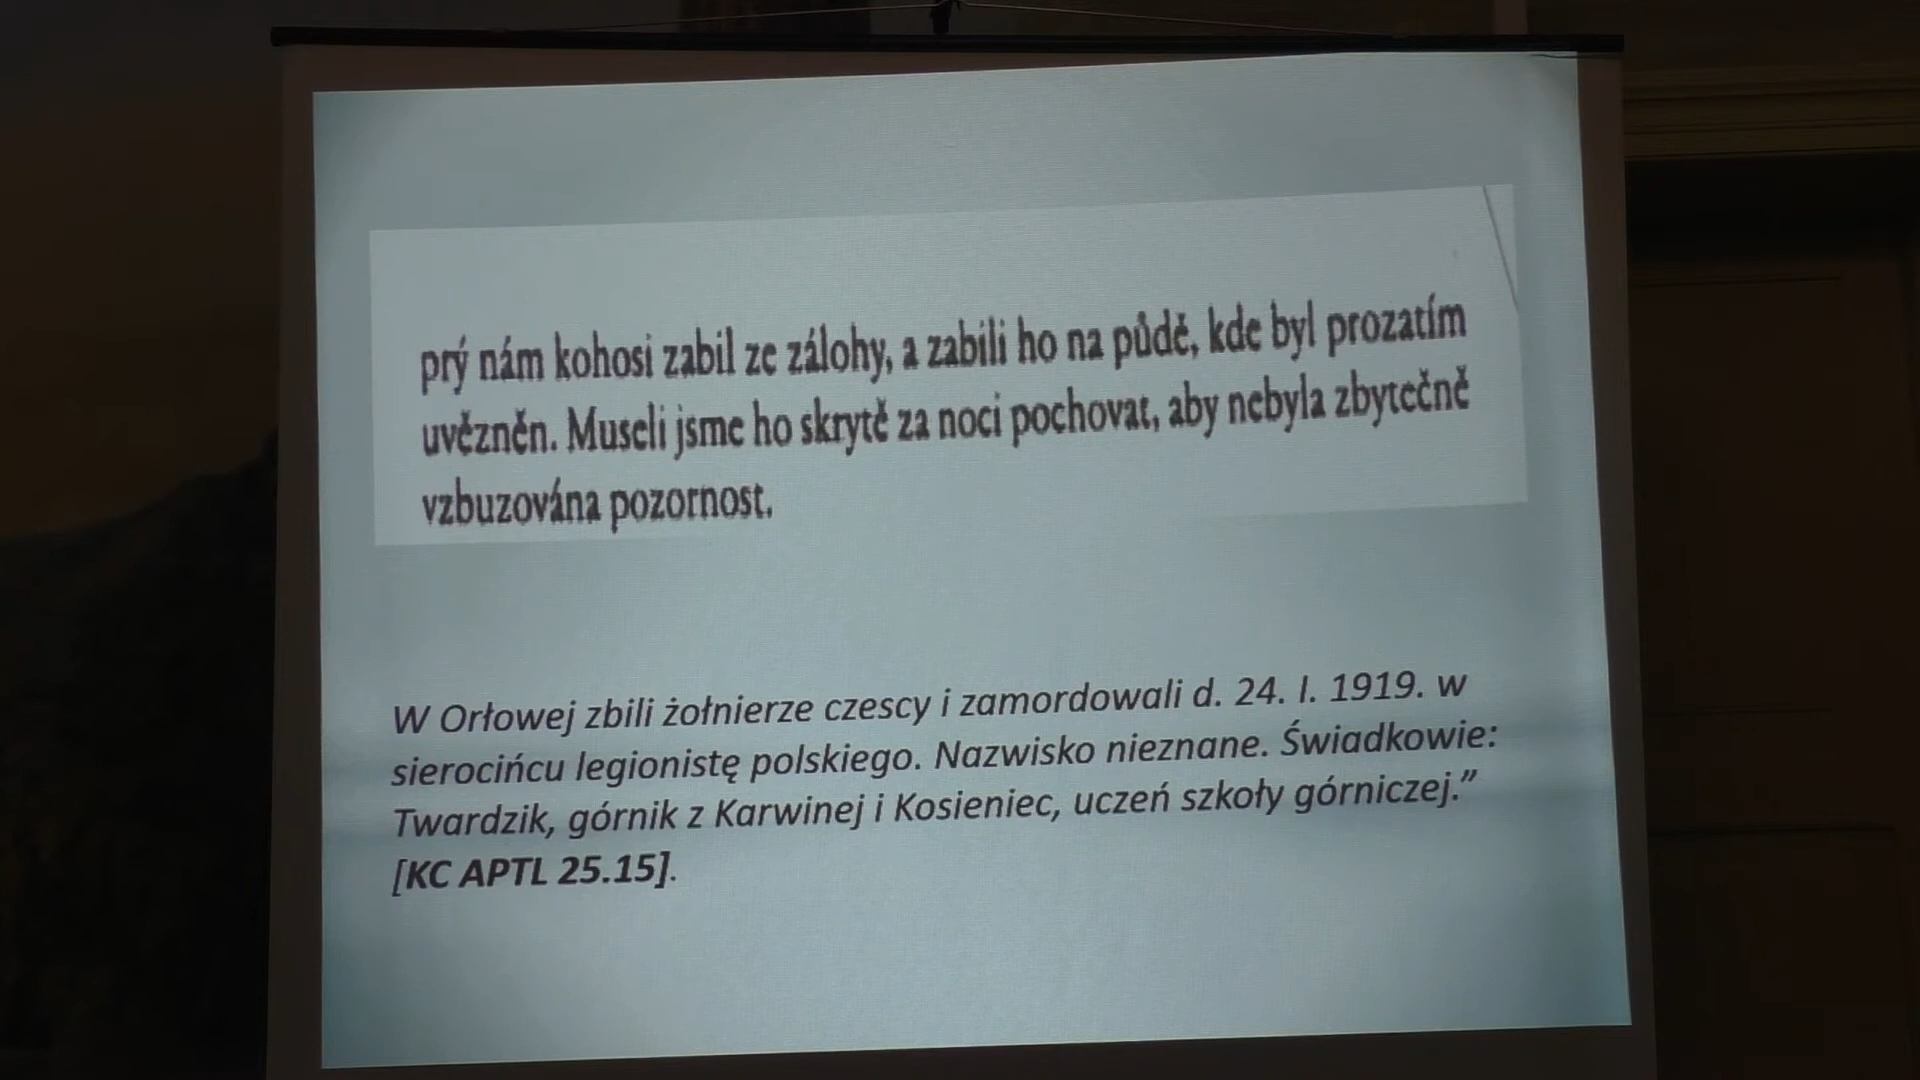 prý nám kohosi zabil ze zálohy, a zabili ho na půdě, kde byl prozatím
uvězněn. Museli jsme ho skrytě za noci pochovat, aby nebyla zbytečně
vzbuzována pozornost.
W Orłowej zbili żołnierze czescy i zamordowali d. 24. I. 1919. w
sierocińcu legionistę polskiego. Nazwisko nieznane. Świadkowie:
Twardzik, górnik z Karwinej i Kosieniec, uczeń szkoły górniczej.”
[KC APTL 25.15].